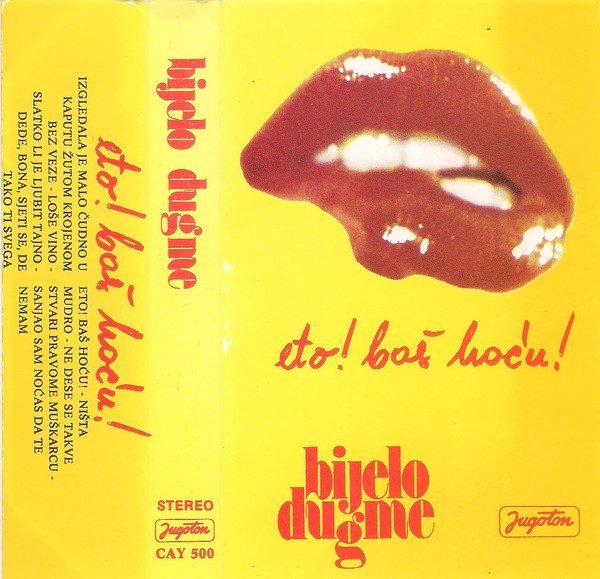 eto! baš hoću!
IZGLEDALA JE MALO ČUDNO U
KAPUTU ŽUTOM KROJENOM
BEZ VEZE - LOŠE VINO -
SLATKO LI JE LJUBIT TAJNO -
DEDE, BONA, SJETI SE, DE
TAKO TI SVEGA
ETO! BAŠ HOĆU! - NIŠTA
MUDRO - NE DESE SE TAKVE
STVARI PRAVOME MUŠKARCU -
SANJAO SAM NOĆAS DA TE
NEMAM
bijelo dugme
STEREO
Jugoton
CAY 500
eto! baš hoću!
bijelo
dugme
Jugoton